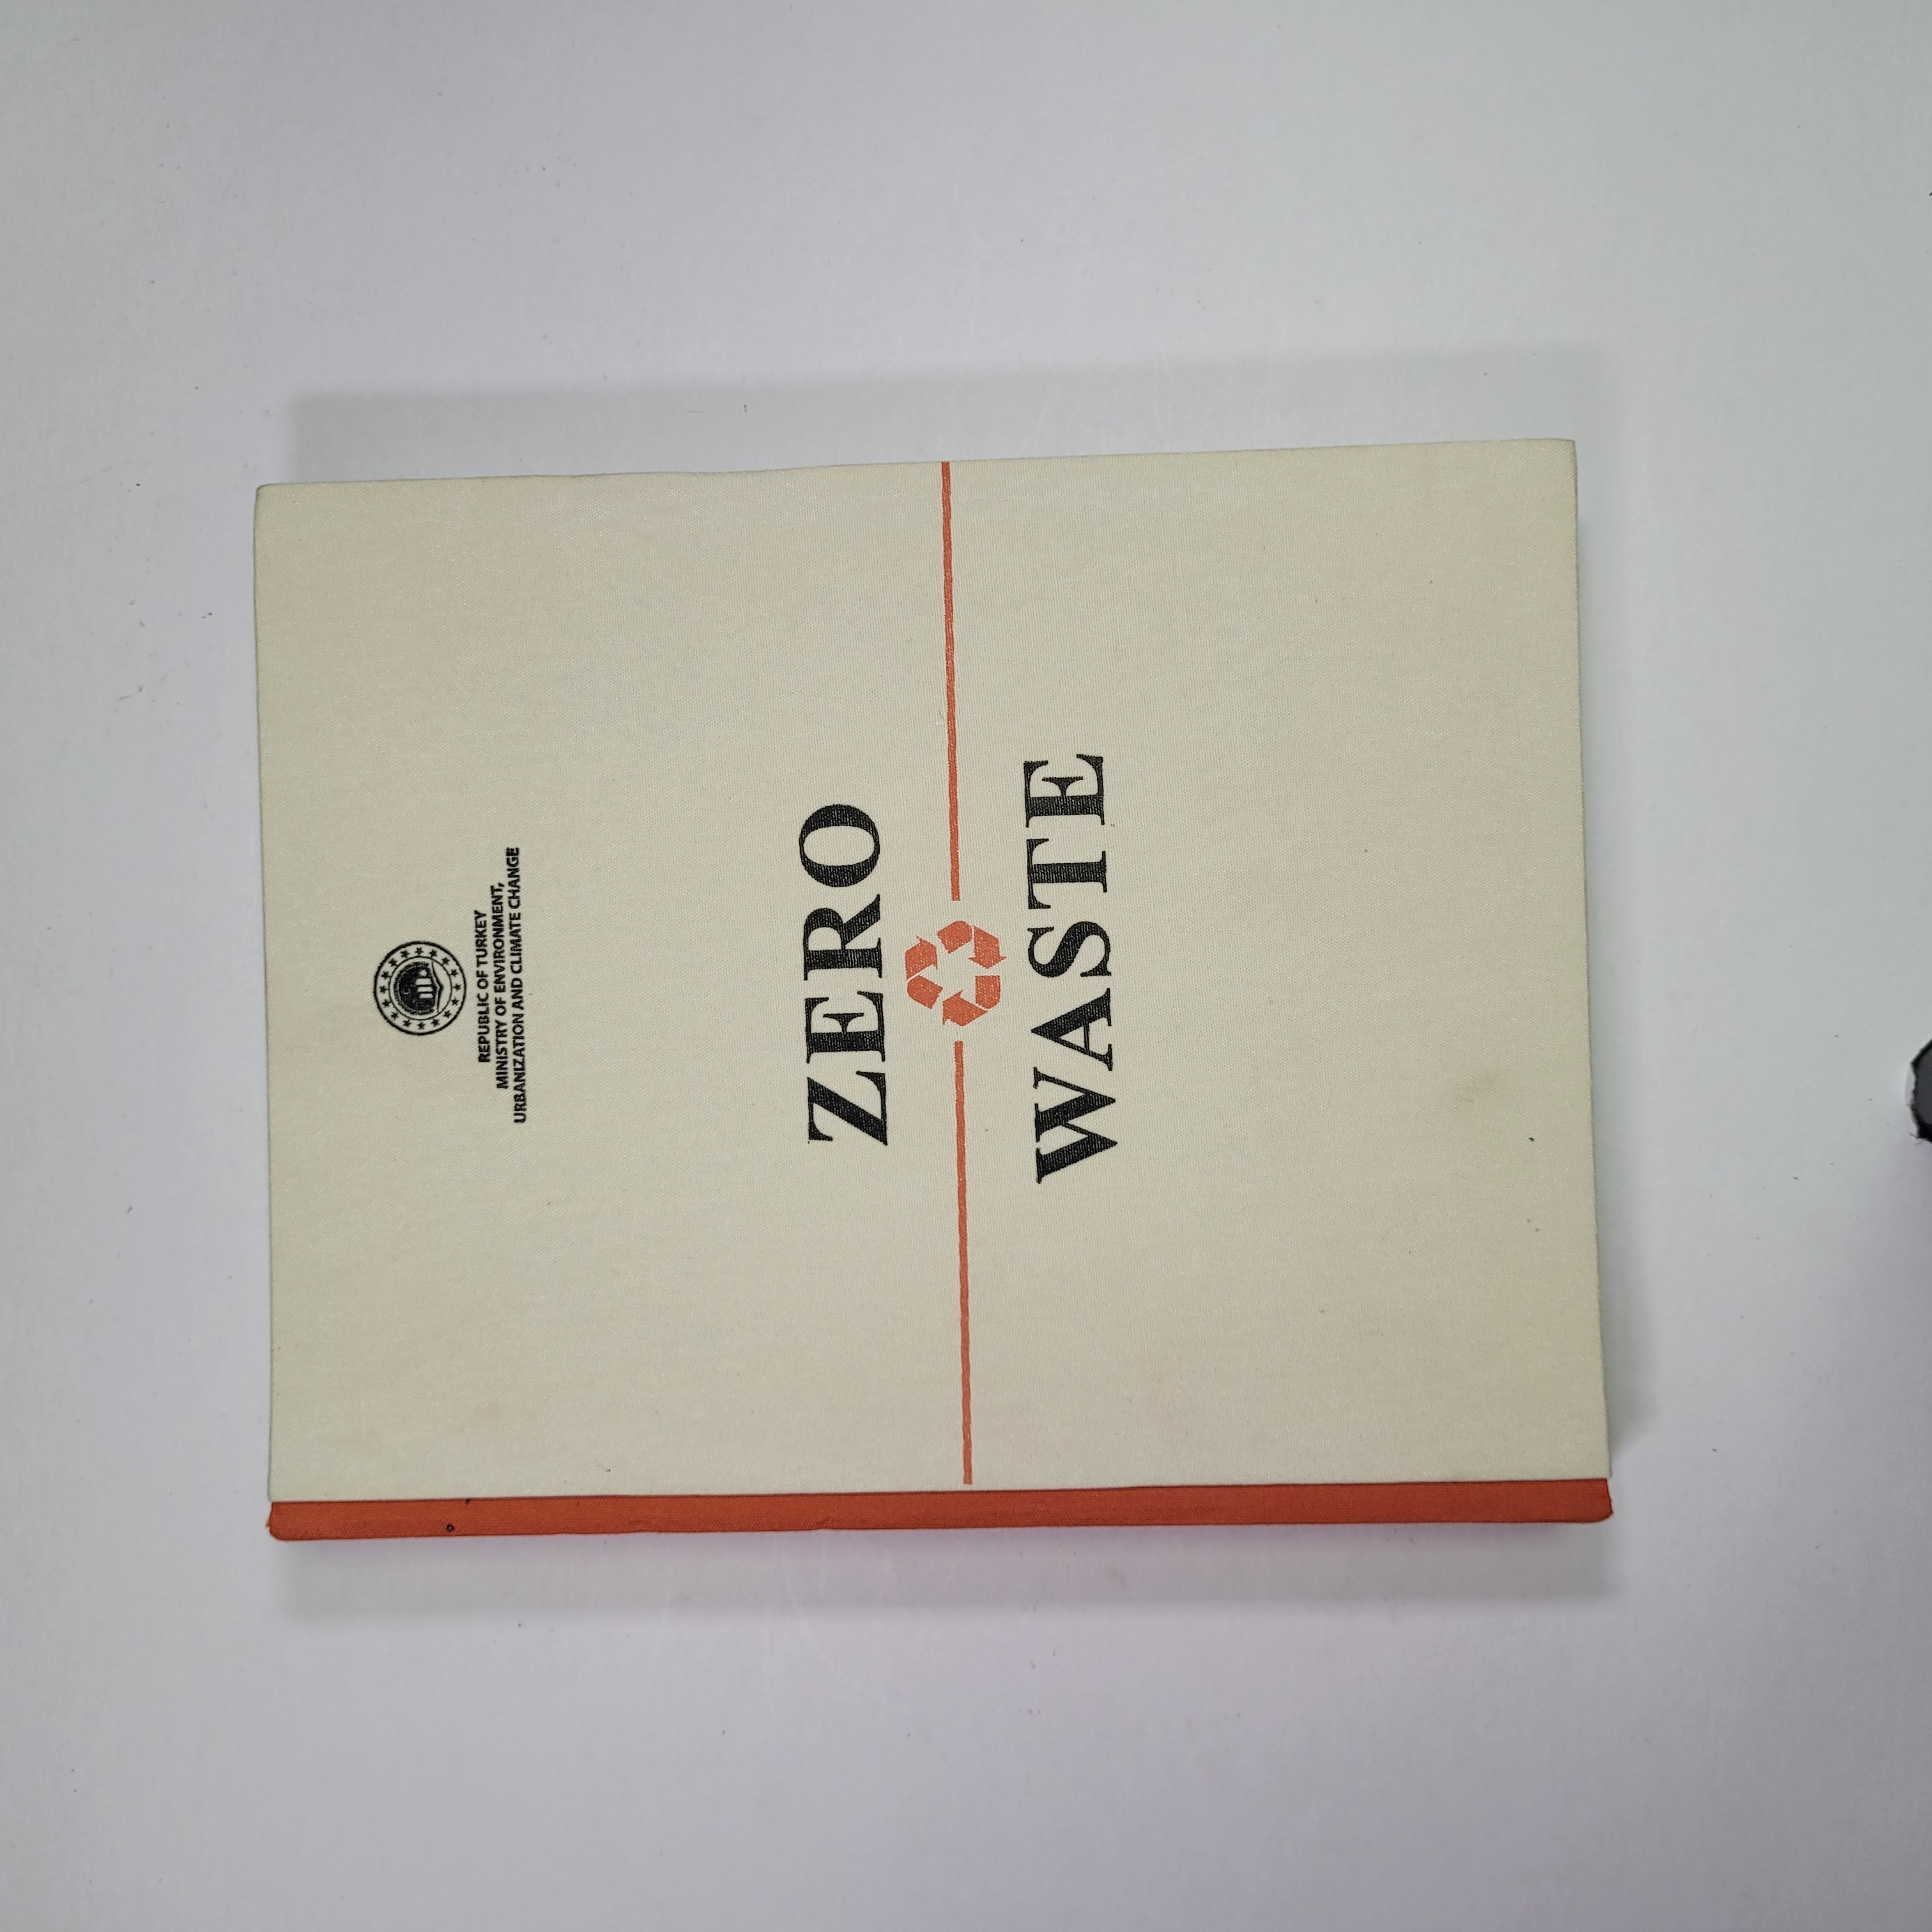 REPUBLIC OF TURKEY
MINISTRY OF ENVIRONMENT,
URBANIZATION AND CLIMATE CHANGE
ZERO
WASTE